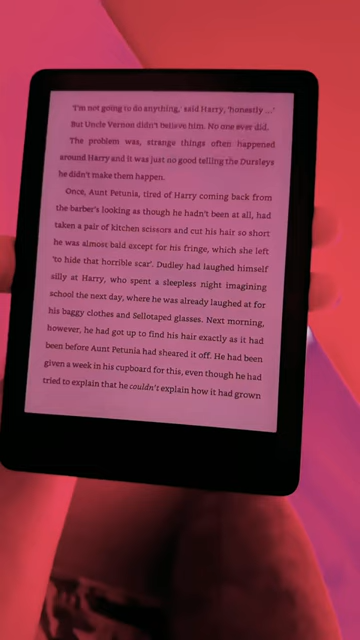 'I'm not going to do anything,' said Harry, 'honestly ...'
But Uncle Vernon didn't believe him. No one ever did.
The problem was, strange things often happened
around Harry and it was just no good telling the Dursleys
he didn't make them happen.
Once, Aunt Petunia, tired of Harry coming back from
the barber's looking as though he hadn't been at all, had
taken a pair of kitchen scissors and cut his hair so short
he was almost bald except for his fringe, which she left
'to hide that horrible scar'. Dudley had laughed himself
silly at Harry, who spent a sleepless night imagining
school the next day, where he was already laughed at for
his baggy clothes and Sellotaped glasses. Next morning,
however, he had got up to find his hair exactly as it had
been before Aunt Petunia had sheared it off. He had been
given a week in his cupboard for this, even though he had
tried to explain that he couldn't explain how it had grown